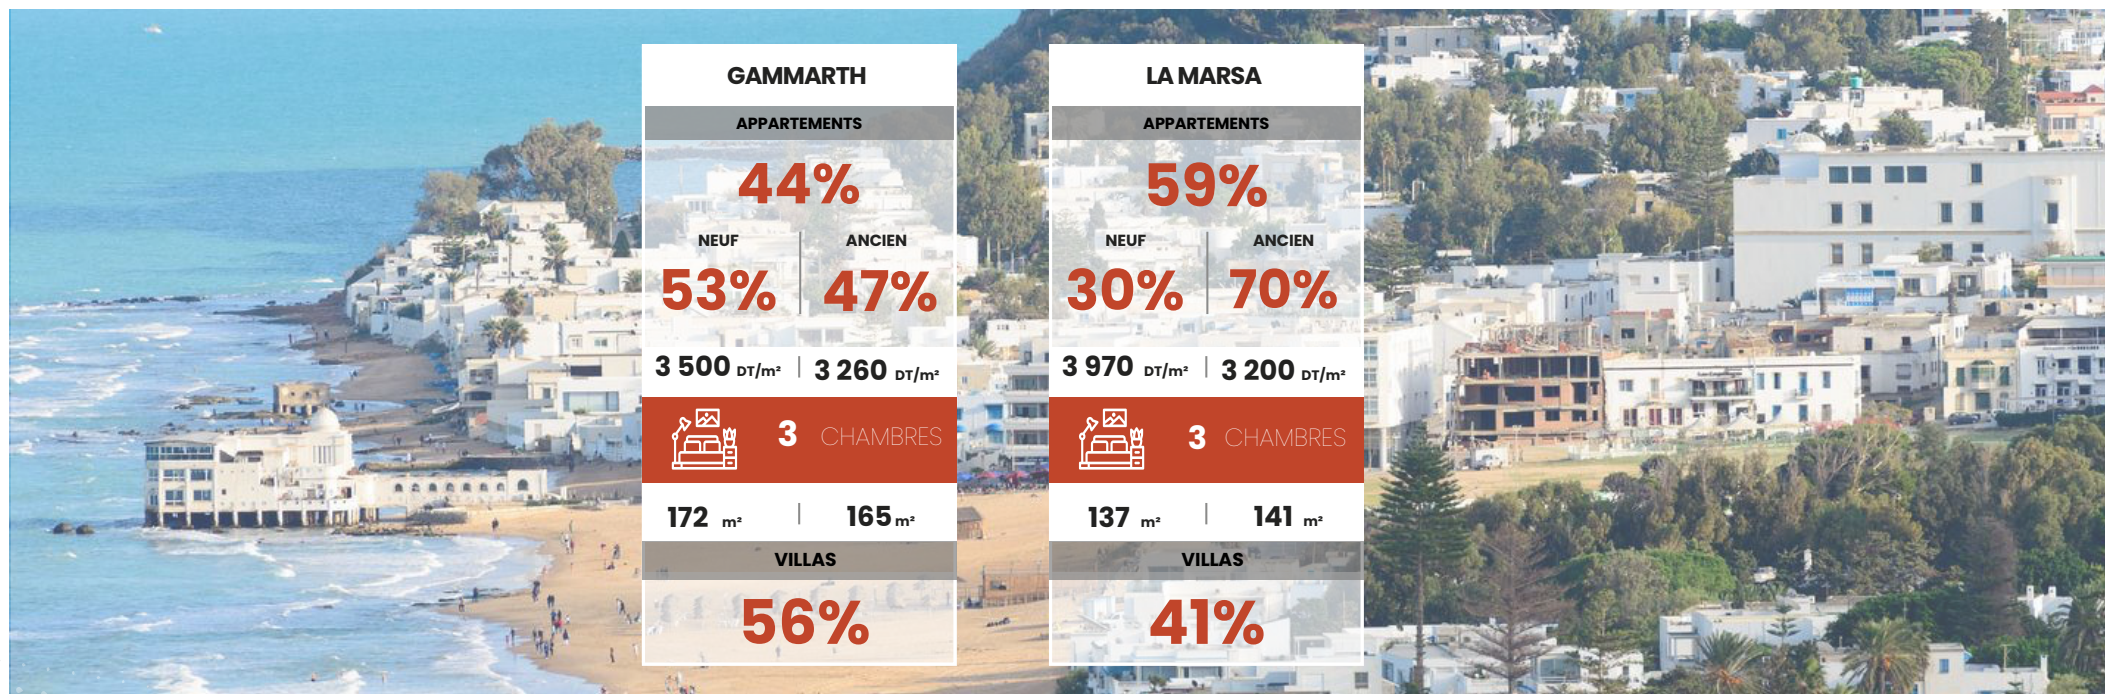 GAMMARTH
APPARTEMENTS
44%
NEUF ANCIEN
53% 47%
3 500 DT/m² 3 260 DT/m²
3 CHAMBRES
172 m² 165 m²
VILLAS
56%
LA MARSA
APPARTEMENTS
59%
NEUF ANCIEN
30% 70%
3 970 DT/m² 3 200 DT/m²
3 CHAMBRES
137 m² 141 m²
VILLAS
41%